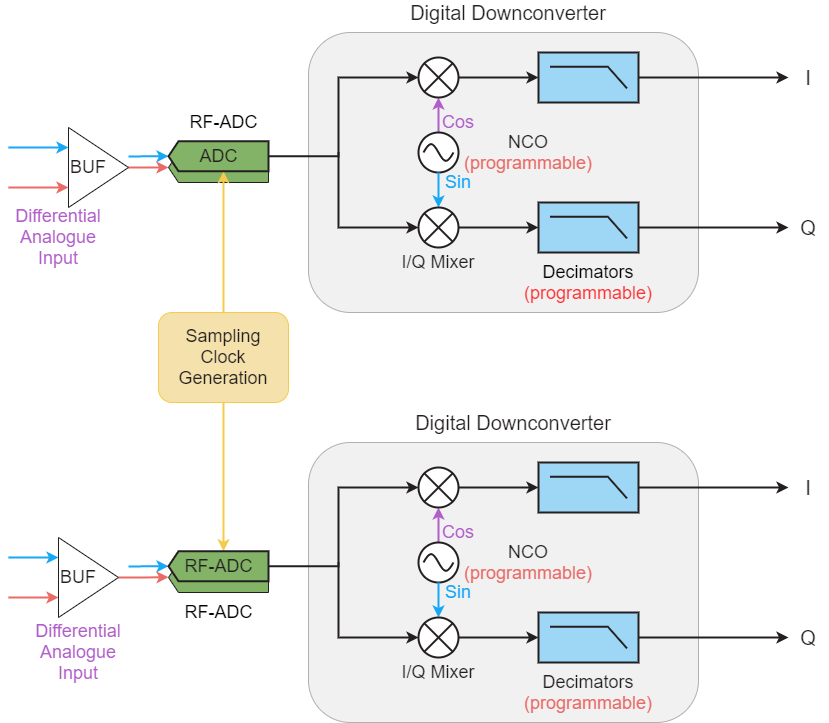 Digital Downconverter
I
RF-ADC
Cos
NCO
BUF
ADC
(programmable)
Sin
Differential
Analogue
Input
Q
I/Q Mixer
Decimators
(programmable)
Sampling
Clock
Generation
Digital Downconverter
I
Cos
NCO
BUF
RF-ADC
(programmable)
Sin
RF-ADC
Differential
Analogue
Input
Q
I/Q Mixer
Decimators
(programmable)